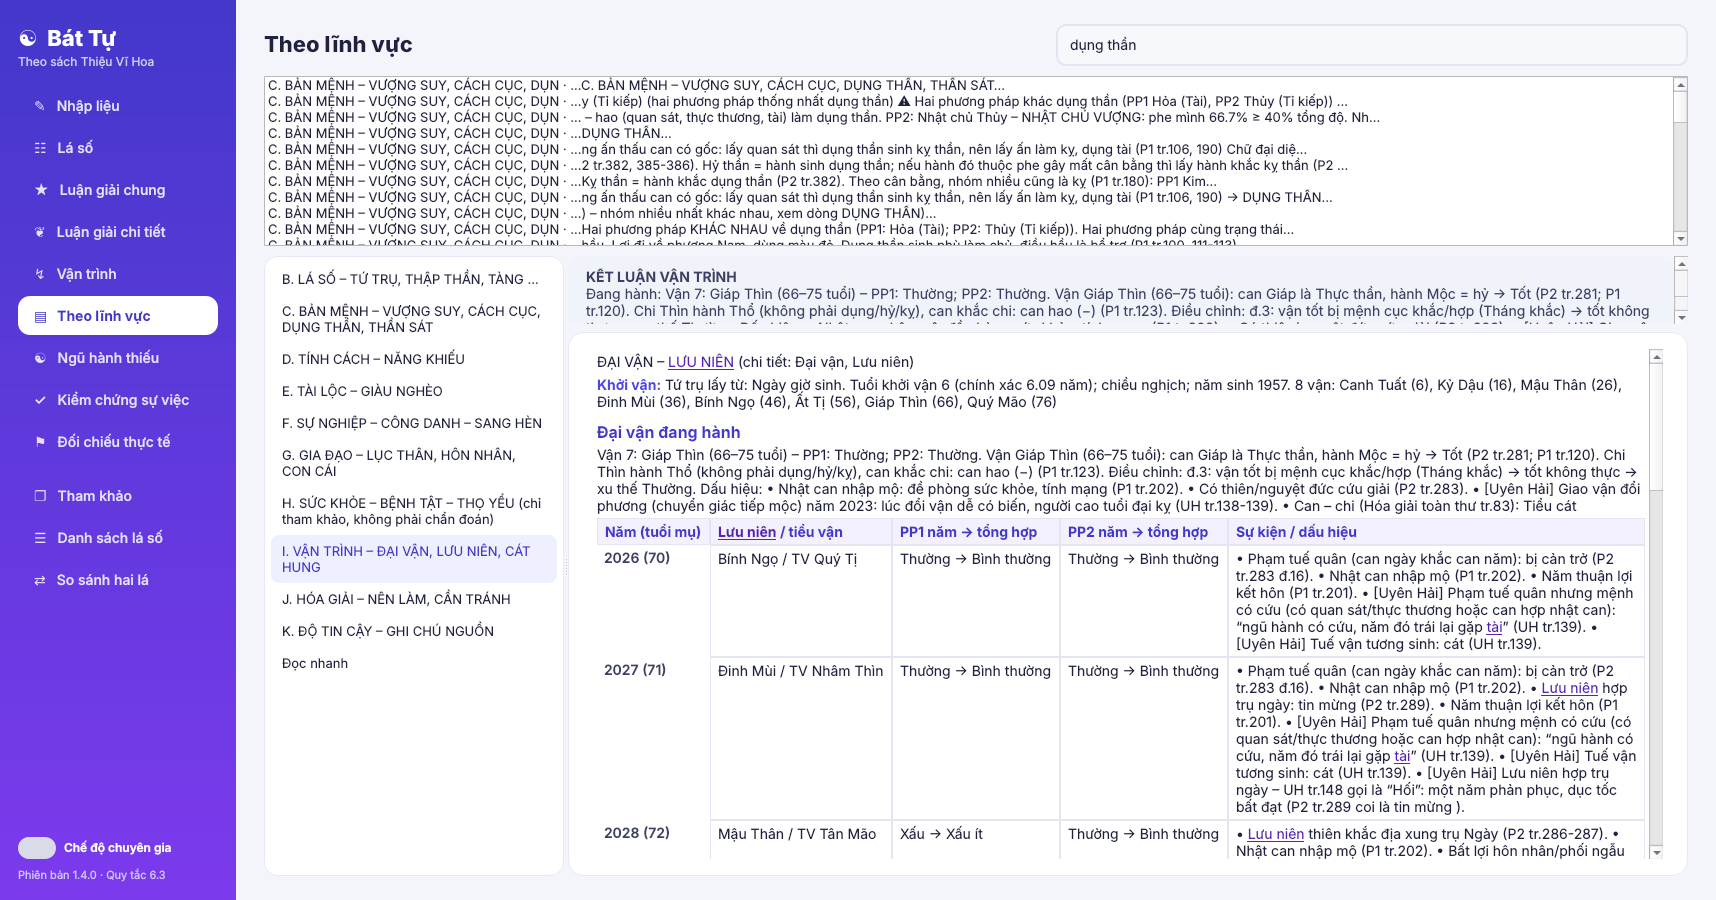 ☯ Bát Tự
Theo sách Thiệu Vĩ Hoa
Nhập liệu
Lá số
Luận giải chung
Luận giải chi tiết
Vận trình
Theo lĩnh vực
Ngũ hành thiếu
Kiểm chứng sự việc
Đối chiếu thực tế
Tham khảo
Danh sách lá số
So sánh hai lá
Chế độ chuyên gia
Phiên bản 1.4.0 · Quy tắc 6.3
Theo lĩnh vực
dụng thần
C. BẢN MỆNH – VƯỢNG SUY, CÁCH CỤC, DỤN · ...C. BẢN MỆNH – VƯỢNG SUY, CÁCH CỤC, DỤNG THẦN, THẦN SÁT...
C. BẢN MỆNH – VƯỢNG SUY, CÁCH CỤC, DỤN · ...y (Tỉ kiếp) (hai phương pháp thống nhất dụng thần) ⚠ Hai phương pháp khác dụng thần (PP1 Hỏa (Tài), PP2 Thủy (Tỉ kiếp)) ...
C. BẢN MỆNH – VƯỢNG SUY, CÁCH CỤC, DỤN · ... – hao (quan sát, thực thương, tài) làm dụng thần. PP2: Nhật chủ Thủy – NHẬT CHỦ VƯỢNG: phe mình 66.7% ≥ 40% tổng độ. Nh...
C. BẢN MỆNH – VƯỢNG SUY, CÁCH CỤC, DỤN · ...DỤNG THẦN...
C. BẢN MỆNH – VƯỢNG SUY, CÁCH CỤC, DỤN · ...ng ấn thấu can có gốc: lấy quan sát thì dụng thần sinh kỵ thần, nên lấy ấn làm kỵ, dụng tài (P1 tr.106, 190) Chữ đại diệ...
C. BẢN MỆNH – VƯỢNG SUY, CÁCH CỤC, DỤN · ...2 tr.382, 385-386). Hỷ thần = hành sinh dụng thần; nếu hành đó thuộc phe gây mất cân bằng thì lấy hành khắc kỵ thần (P2 ...
C. BẢN MỆNH – VƯỢNG SUY, CÁCH CỤC, DỤN · ...Kỵ thần = hành khắc dụng thần (P2 tr.382). Theo cân bằng, nhóm nhiều cũng là kỵ (P1 tr.180): PP1 Kim...
C. BẢN MỆNH – VƯỢNG SUY, CÁCH CỤC, DỤN · ...ng ấn thấu can có gốc: lấy quan sát thì dụng thần sinh kỵ thần, nên lấy ấn làm kỵ, dụng tài (P1 tr.106, 190) → DỤNG THẦN...
C. BẢN MỆNH – VƯỢNG SUY, CÁCH CỤC, DỤN · ...) – nhóm nhiều nhất khác nhau, xem dòng DỤNG THẦN)...
C. BẢN MỆNH – VƯỢNG SUY, CÁCH CỤC, DỤN · ...Hai phương pháp KHÁC NHAU về dụng thần (PP1: Hỏa (Tài); PP2: Thủy (Tỉ kiếp)). Hai phương pháp cùng trạng thái...
B. LÁ SỐ – TỨ TRỤ, THẬP THẦN, TÀNG ...
C. BẢN MỆNH – VƯỢNG SUY, CÁCH CỤC,
DỤNG THẦN, THẦN SÁT
D. TÍNH CÁCH – NĂNG KHIẾU
E. TÀI LỘC – GIÀU NGHÈO
F. SỰ NGHIỆP – CÔNG DANH – SANG HÈN
G. GIA ĐẠO – LỤC THÂN, HÔN NHÂN,
CON CÁI
H. SỨC KHỎE – BỆNH TẬT – THỌ YỂU (chỉ
tham khảo, không phải chẩn đoán)
I. VẬN TRÌNH – ĐẠI VẬN, LƯU NIÊN, CÁT
HUNG
J. HÓA GIẢI – NÊN LÀM, CẦN TRÁNH
K. ĐỘ TIN CẬY – GHI CHÚ NGUỒN
Đọc nhanh
KẾT LUẬN VẬN TRÌNH
Đang hành: Vận 7: Giáp Thìn (66–75 tuổi) – PP1: Thường; PP2: Thường. Vận Giáp Thìn (66–75 tuổi): can Giáp là Thực thần, hành Mộc = hỷ → Tốt (P2 tr.281; P1
tr.120). Chi Thìn hành Thổ (không phải dụng/hỷ/kỵ), can khắc chi: can hao (–) (P1 tr.123). Điều chỉnh: đ.3: vận tốt bị mệnh cục khắc/hợp (Tháng khắc) → tốt không
ĐẠI VẬN – LƯU NIÊN (chi tiết: Đại vận, Lưu niên)
Khởi vận: Tứ trụ lấy từ: Ngày giờ sinh. Tuổi khởi vận 6 (chính xác 6.09 năm); chiều nghịch; năm sinh 1957. 8 vận: Canh Tuất (6), Kỷ Dậu (16), Mậu Thân (26),
Đinh Mùi (36), Bính Ngọ (46), Ất Tị (56), Giáp Thìn (66), Quý Mão (76)
Đại vận đang hành
Vận 7: Giáp Thìn (66–75 tuổi) – PP1: Thường; PP2: Thường. Vận Giáp Thìn (66–75 tuổi): can Giáp là Thực thần, hành Mộc = hỷ → Tốt (P2 tr.281; P1 tr.120). Chi
Thìn hành Thổ (không phải dụng/hỷ/kỵ), can khắc chi: can hao (–) (P1 tr.123). Điều chỉnh: đ.3: vận tốt bị mệnh cục khắc/hợp (Tháng khắc) → tốt không thực →
xu thế Thường. Dấu hiệu: • Nhật can nhập mộ: đề phòng sức khỏe, tính mạng (P1 tr.202). • Có thiên/nguyệt đức cứu giải (P2 tr.283). • [Uyên Hải] Giao vận đổi
phương (chuyển giác tiếp mộc) năm 2023: lúc đổi vận dễ có biến, người cao tuổi đại kỵ (UH tr.138-139). • Can – chi (Hóa giải toàn thư tr.83): Tiểu cát
Năm (tuổi mụ) Lưu niên / tiểu vận PP1 năm → tổng hợp PP2 năm → tổng hợp Sự kiện / dấu hiệu
2026 (70) Bính Ngọ / TV Quý Tị Thường → Bình thường Thường → Bình thường • Phạm tuế quân (can ngày khắc can năm): bị cản trở (P2
tr.283 đ.16). • Nhật can nhập mộ (P1 tr.202). • Năm thuận lợi
kết hôn (P1 tr.201). • [Uyên Hải] Phạm tuế quân nhưng mệnh
có cứu (có quan sát/thực thương hoặc can hợp nhật can):
“ngũ hành có cứu, năm đó trái lại gặp tài” (UH tr.139). •
[Uyên Hải] Tuế vận tương sinh: cát (UH tr.139).
2027 (71) Đinh Mùi / TV Nhâm Thìn Thường → Bình thường Thường → Bình thường • Phạm tuế quân (can ngày khắc can năm): bị cản trở (P2
tr.283 đ.16). • Nhật can nhập mộ (P1 tr.202). • Lưu niên hợp
trụ ngày: tin mừng (P2 tr.289). • Năm thuận lợi kết hôn (P1
tr.201). • [Uyên Hải] Phạm tuế quân nhưng mệnh có cứu (có
quan sát/thực thương hoặc can hợp nhật can): “ngũ hành có
cứu, năm đó trái lại gặp tài” (UH tr.139). • [Uyên Hải] Tuế vận
tương sinh: cát (UH tr.139). • [Uyên Hải] Lưu niên hợp trụ
ngày – UH tr.148 gọi là “Hối”: một năm phản phục, dục tốc
bất đạt (P2 tr.289 coi là tin mừng ).
2028 (72) Mậu Thân / TV Tân Mão Xấu → Xấu ít Thường → Bình thường • Lưu niên thiên khắc địa xung trụ Ngày (P2 tr.286-287). •
Nhật can nhập mộ (P1 tr.202). • Bất lợi hôn nhân/phối ngẫu